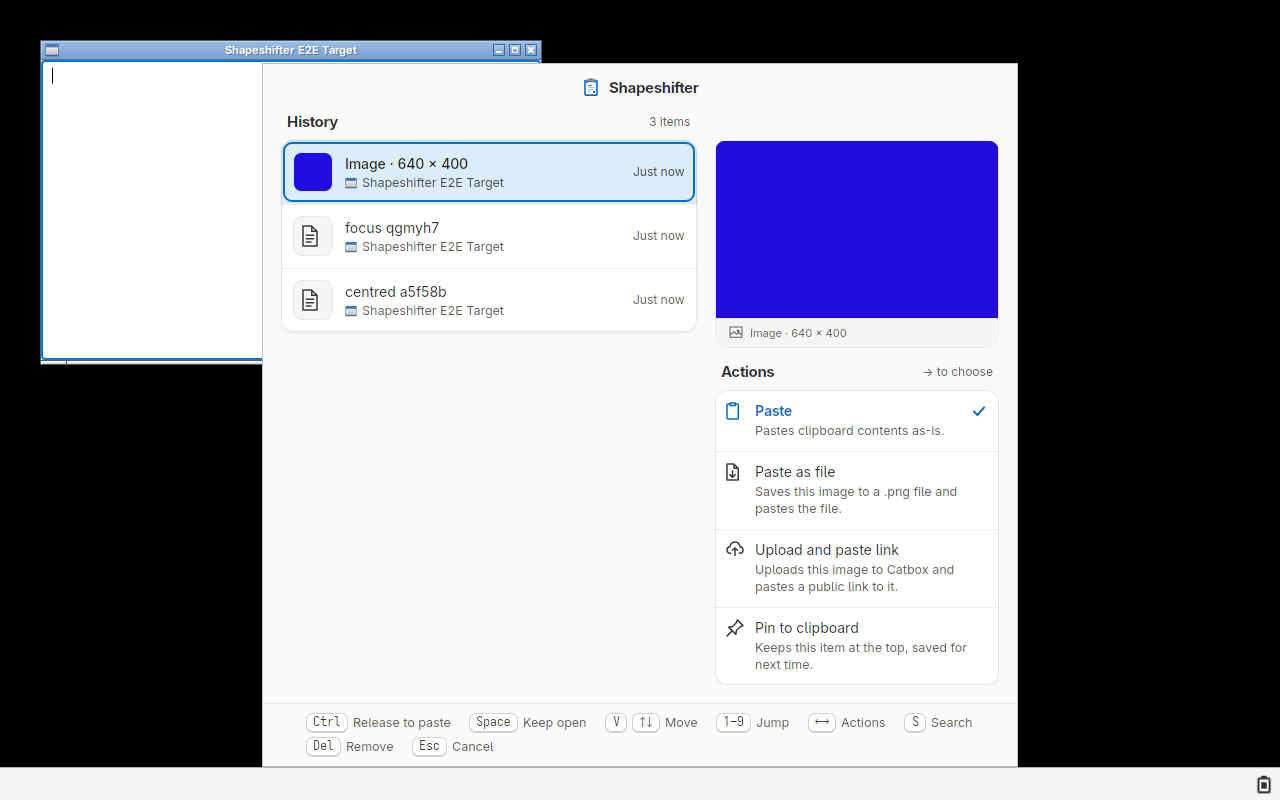 Shapeshifter E2E Target
Shapeshifter
History
3 items
Image · 640 × 400
Shapeshifter E2E Target
Just now
focus qgmyh7
Shapeshifter E2E Target
Just now
centred a5f58b
Shapeshifter E2E Target
Just now
Image · 640 × 400
Actions
→ to choose
Paste
Pastes clipboard contents as-is.
Paste as file
Saves this image to a .png file and
pastes the file.
Upload and paste link
Uploads this image to Catbox and
pastes a public link to it.
Pin to clipboard
Keeps this item at the top, saved for
next time.
Ctrl Release to paste Space Keep open V ↑↓ Move 1–9 Jump ↔ Actions S Search
Del Remove Esc Cancel